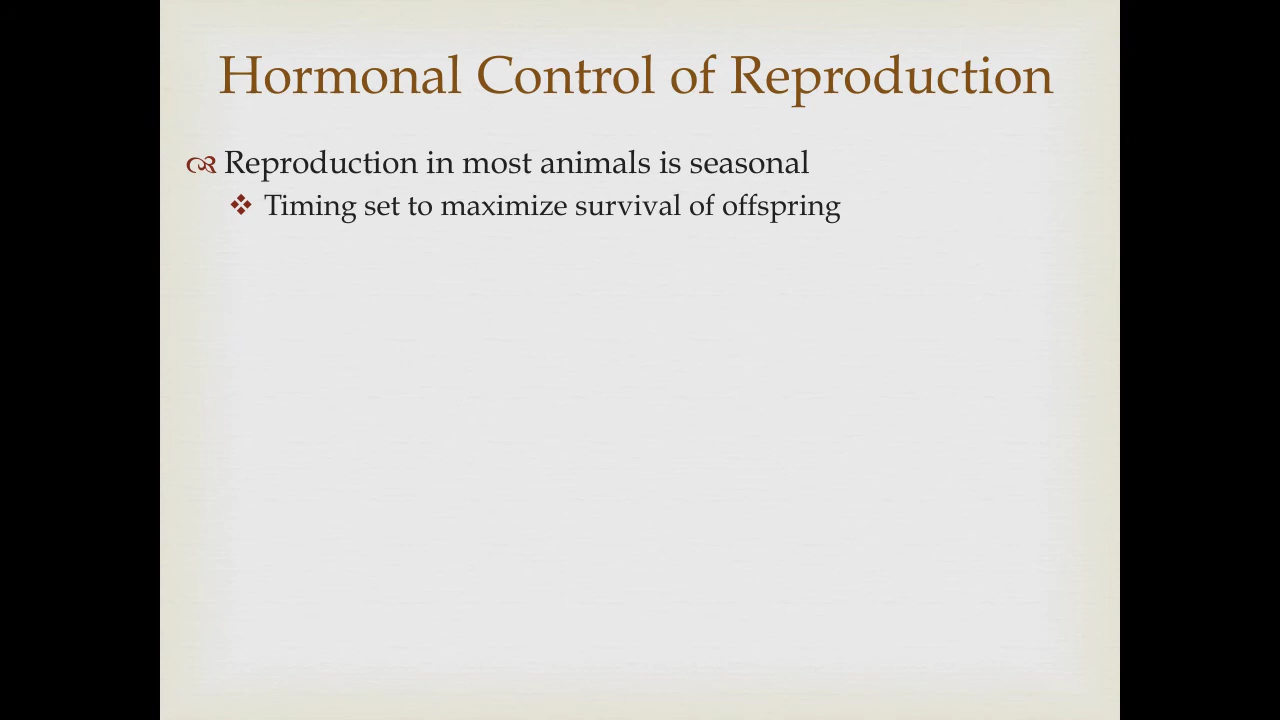 Hormonal Control of Reproduction
Reproduction in most animals is seasonal
Timing set to maximize survival of offspring